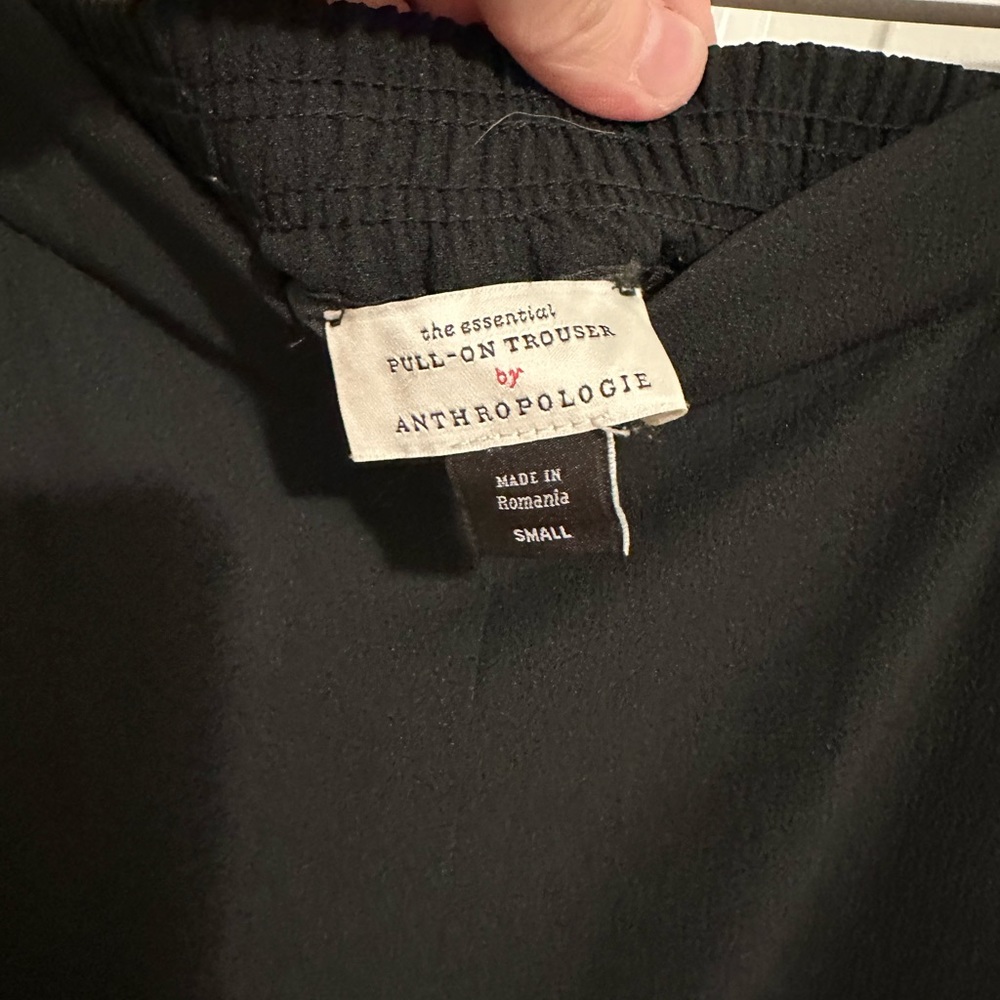 the essential
PULL-ON TROUSER
by
ANTHROPOLOGIE
MADE IN
Romania
SMALL